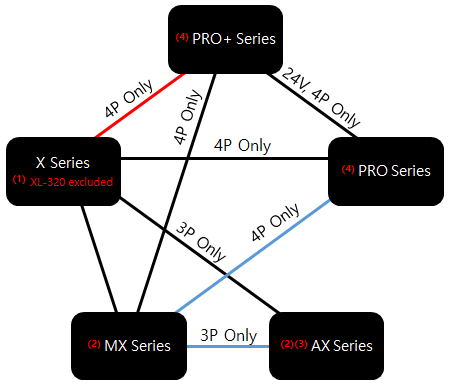 (4) PRO+ Series
4P Only
4P Only
24V, 4P Only
X Series
(1) XL-320 excluded
4P Only
(4) PRO Series
3P Only
4P Only
(2) MX Series
3P Only
(2)(3) AX Series